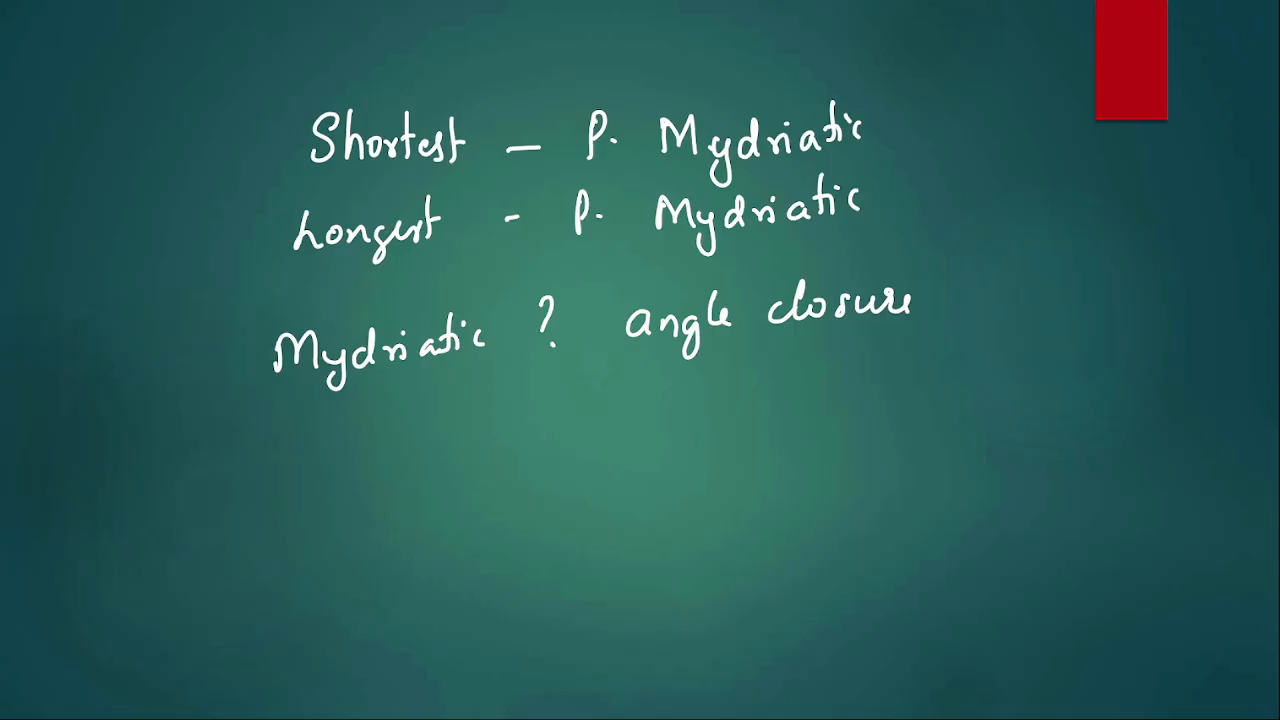 Shortest – P. Mydriatic
Longest - P. Mydriatic
Mydriatic ? angle closure